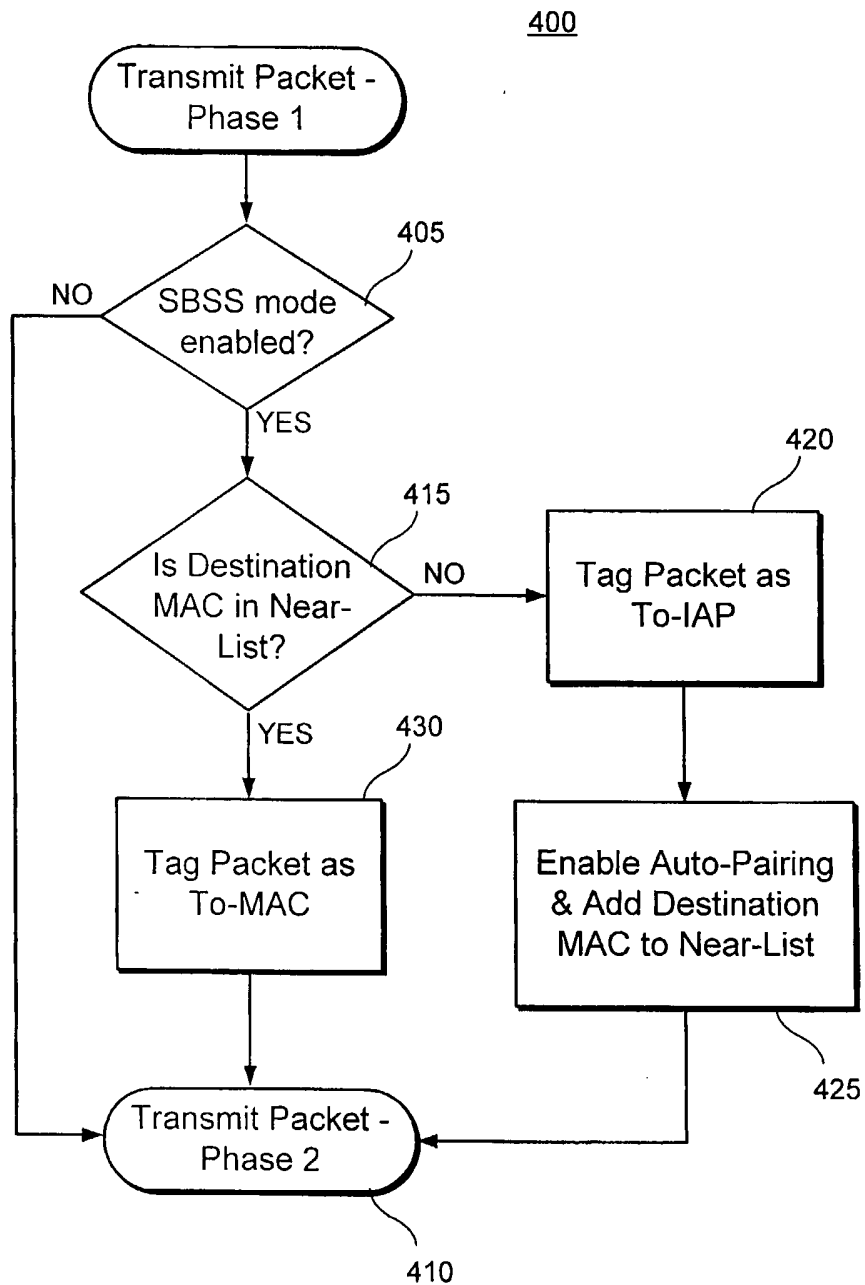 400
Transmit Packet -
Phase 1
405
NO
SBSS mode
enabled?
YES
420
415
Is Destination
MAC in Near-
List?
NO
Tag Packet as
To-IAP
YES
430
Tag Packet as
To-MAC
Enable Auto-Pairing
& Add Destination
MAC to Near-List
425
Transmit Packet -
Phase 2
410